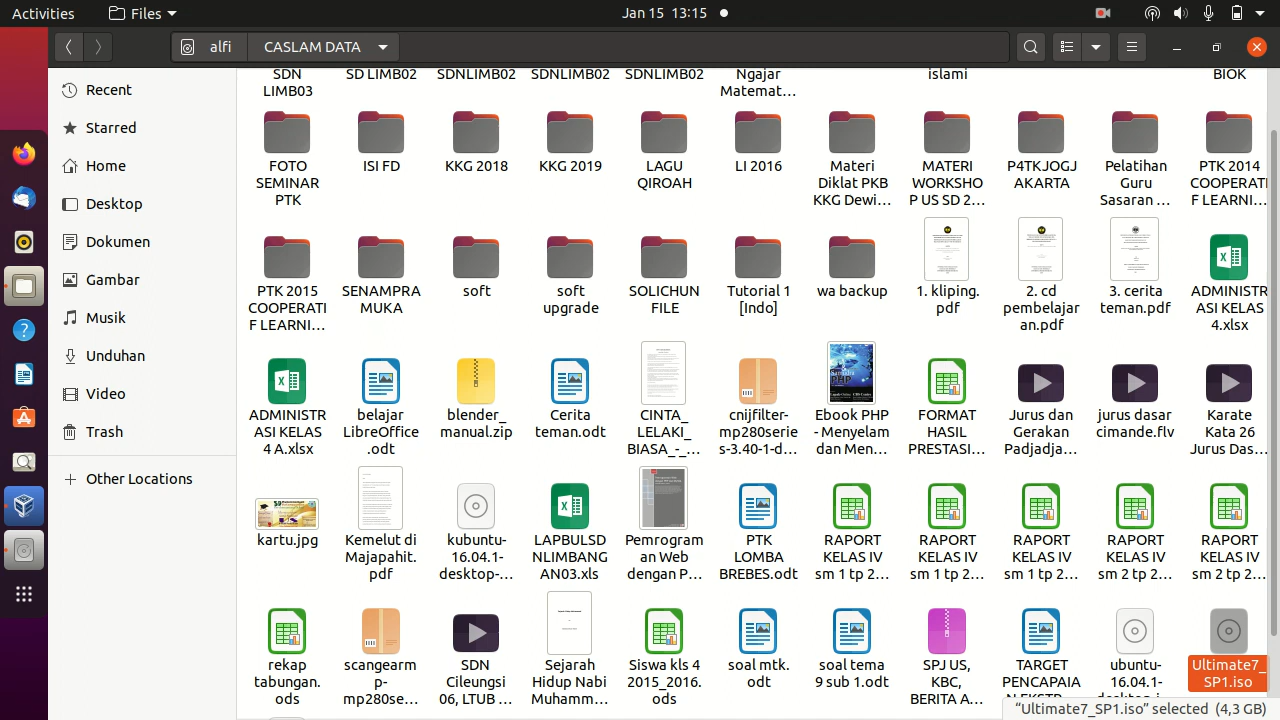 Activities
Files
Jan 15 13:15
alfi
CASLAM DATA
Recent
Starred
Home
Desktop
Dokumen
Gambar
Musik
Unduhan
Video
Trash
Other Locations
SDN
LIMB03
SD LIMB02
SDNLIMB02
SDNLIMB02
SDNLIMB02
Ngajar
Matemat…
islami
BIOK
FOTO
SEMINAR
PTK
ISI FD
KKG 2018
KKG 2019
LAGU
QIROAH
LI 2016
Materi
Diklat PKB
KKG Dewi…
MATERI
WORKSHO
P US SD 2…
P4TKJOGJ
AKARTA
Pelatihan
Guru
Sasaran …
PTK 2014
COOPERATI
F LEARNI…
PTK 2015
COOPERATI
F LEARNI…
SENAMPRA
MUKA
soft
soft
upgrade
SOLICHUN
FILE
Tutorial 1
[Indo]
wa backup
1. kliping.
pdf
2. cd
pembelajar
an.pdf
3. cerita
teman.pdf
ADMINISTR
ASI KELAS
4.xlsx
ADMINISTR
ASI KELAS
4 A.xlsx
belajar
LibreOffice
.odt
blender_
manual.zip
Cerita
teman.odt
CINTA_
LELAKI_
BIASA_-_…
cnijfilter-
mp280serie
s-3.40-1-d…
Ebook PHP
- Menyelam
dan Men…
FORMAT
HASIL
PRESTASI…
Jurus dan
Gerakan
Padjadja…
jurus dasar
cimande.flv
Karate
Kata 26
Jurus Das…
kartu.jpg
Kemelut di
Majapahit.
pdf
kubuntu-
16.04.1-
desktop-…
LAPBULSD
NLIMBANG
AN03.xls
Pemrogram
an Web
dengan P…
PTK
LOMBA
BREBES.odt
RAPORT
KELAS IV
sm 1 tp 2…
RAPORT
KELAS IV
sm 1 tp 2…
RAPORT
KELAS IV
sm 1 tp 2…
RAPORT
KELAS IV
sm 2 tp 2…
RAPORT
KELAS IV
sm 2 tp 2…
rekap
tabungan.
ods
scangearm
p-
mp280se…
SDN
Cileungsi
06, LTUB …
Sejarah
Hidup Nabi
Muhamm…
Siswa kls 4
2015_2016.
ods
soal mtk.
odt
soal tema
9 sub 1.odt
SPJ US,
KBC,
BERITA A…
TARGET
PENCAPAIA
ubuntu-
16.04.1-
Ultimate7_
SP1.iso
“Ultimate7_SP1.iso” selected (4,3 GB)